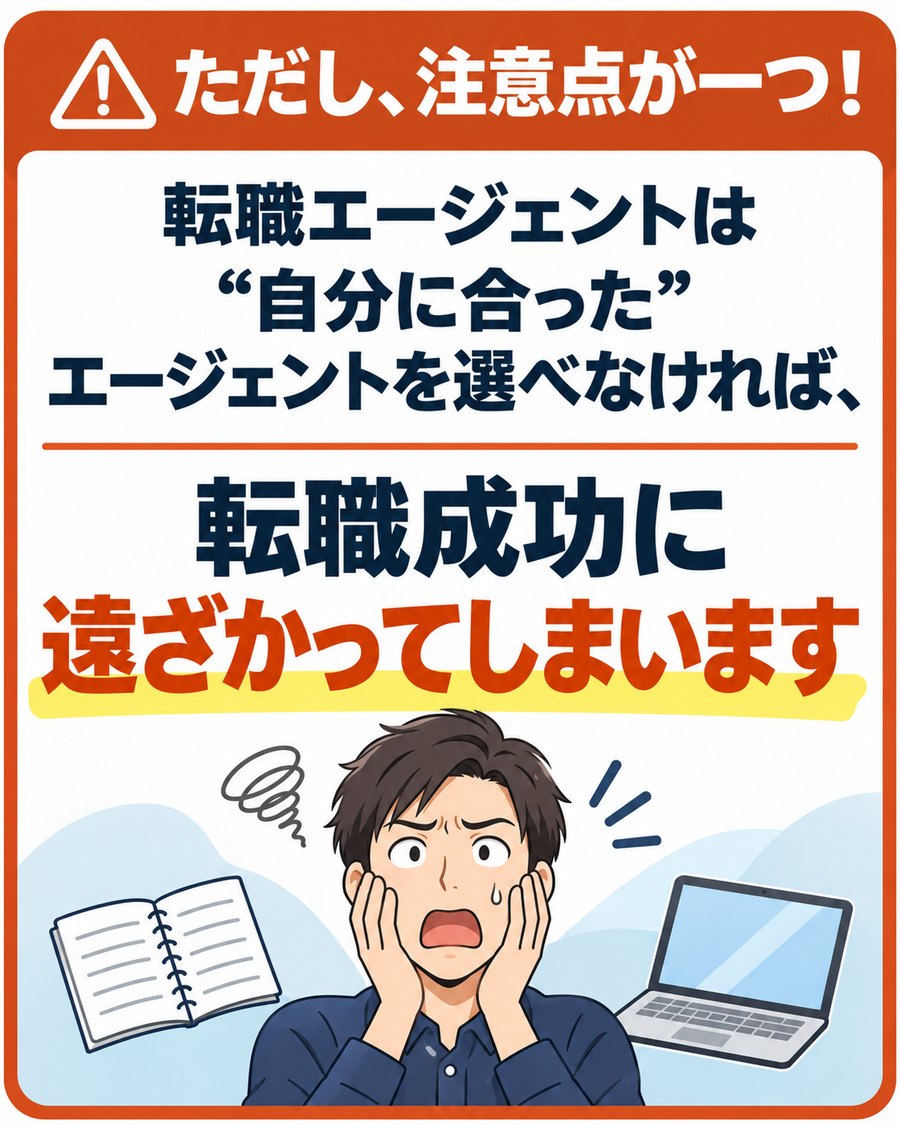 ただし、注意点が一つ！
転職エージェントは
“自分に合った”
エージェントを選べなければ、
転職成功に
遠ざかってしまいます